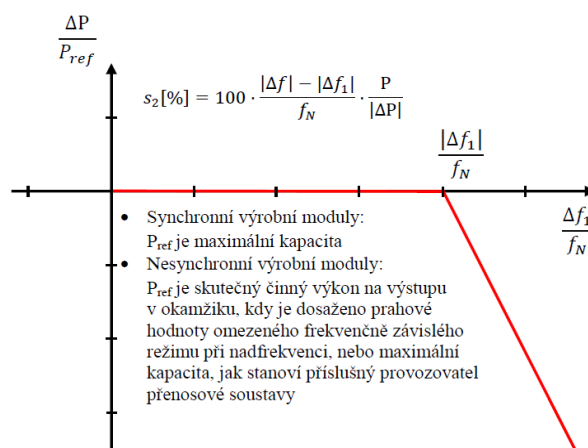 ΔP
P_ref
s₂[%] = 100 · (|Δf| − |Δf₁|)/f_N · P/|ΔP|
|Δf₁|
f_N
Δf₁
f_N
• Synchronní výrobní moduly:
P_ref je maximální kapacita
• Nesynchronní výrobní moduly:
P_ref je skutečný činný výkon na výstupu
v okamžiku, kdy je dosaženo prahové
hodnoty omezeného frekvenčně závislého
režimu při nadfrekvenci, nebo maximální
kapacita, jak stanoví příslušný provozovatel
přenosové soustavy